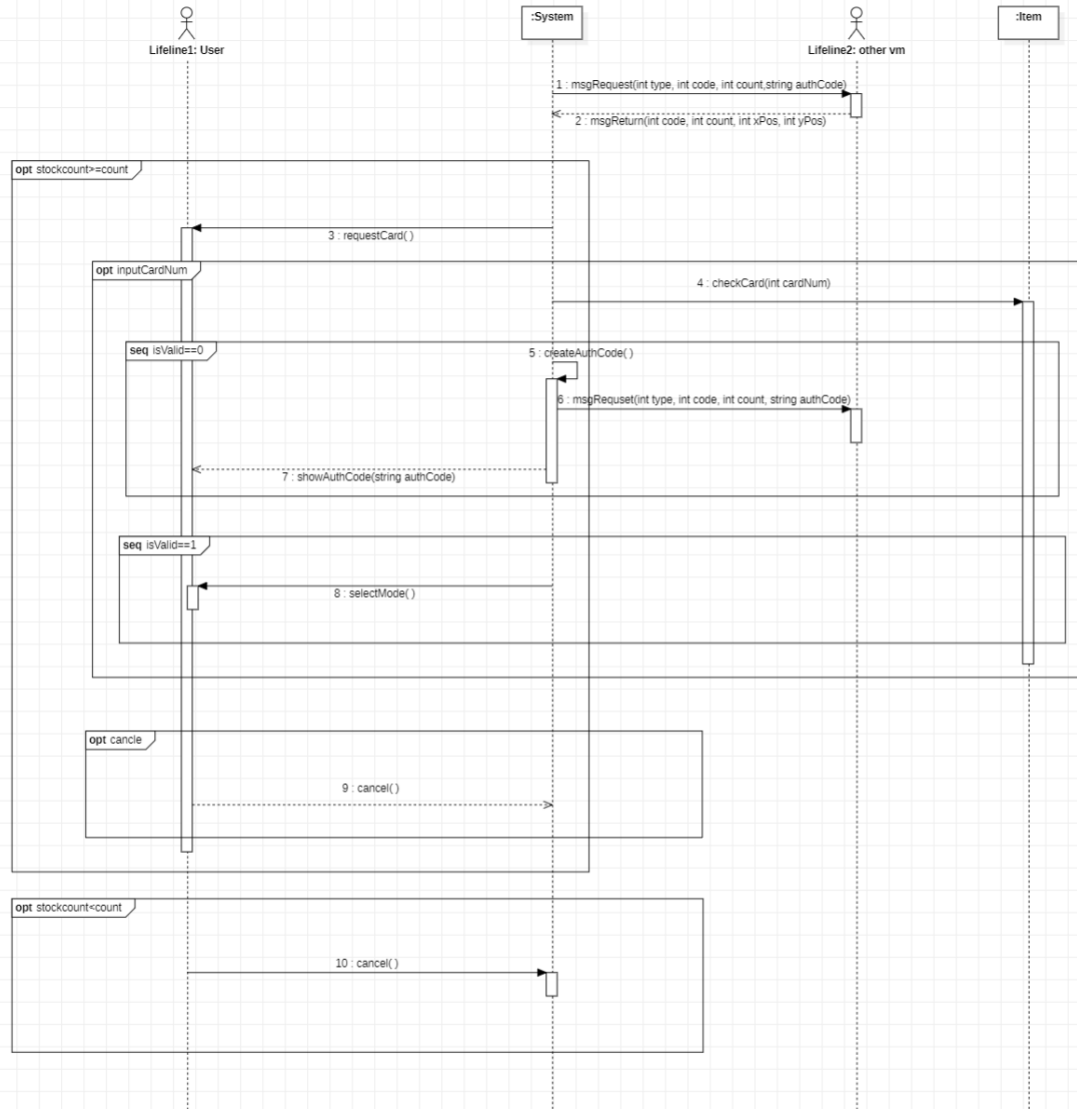 :System
:Item
Lifeline1: User
Lifeline2: other vm
1 : msgRequest(int type, int code, int count,string authCode)
2 : msgReturn(int code, int count, int xPos, int yPos)
opt stockcount>=count
3 : requestCard( )
opt inputCardNum
4 : checkCard(int cardNum)
seq isValid==0
5 : createAuthCode( )
6 : msgRequset(int type, int code, int count, string authCode)
7 : showAuthCode(string authCode)
seq isValid==1
8 : selectMode( )
opt cancle
9 : cancel( )
opt stockcount<count
10 : cancel( )